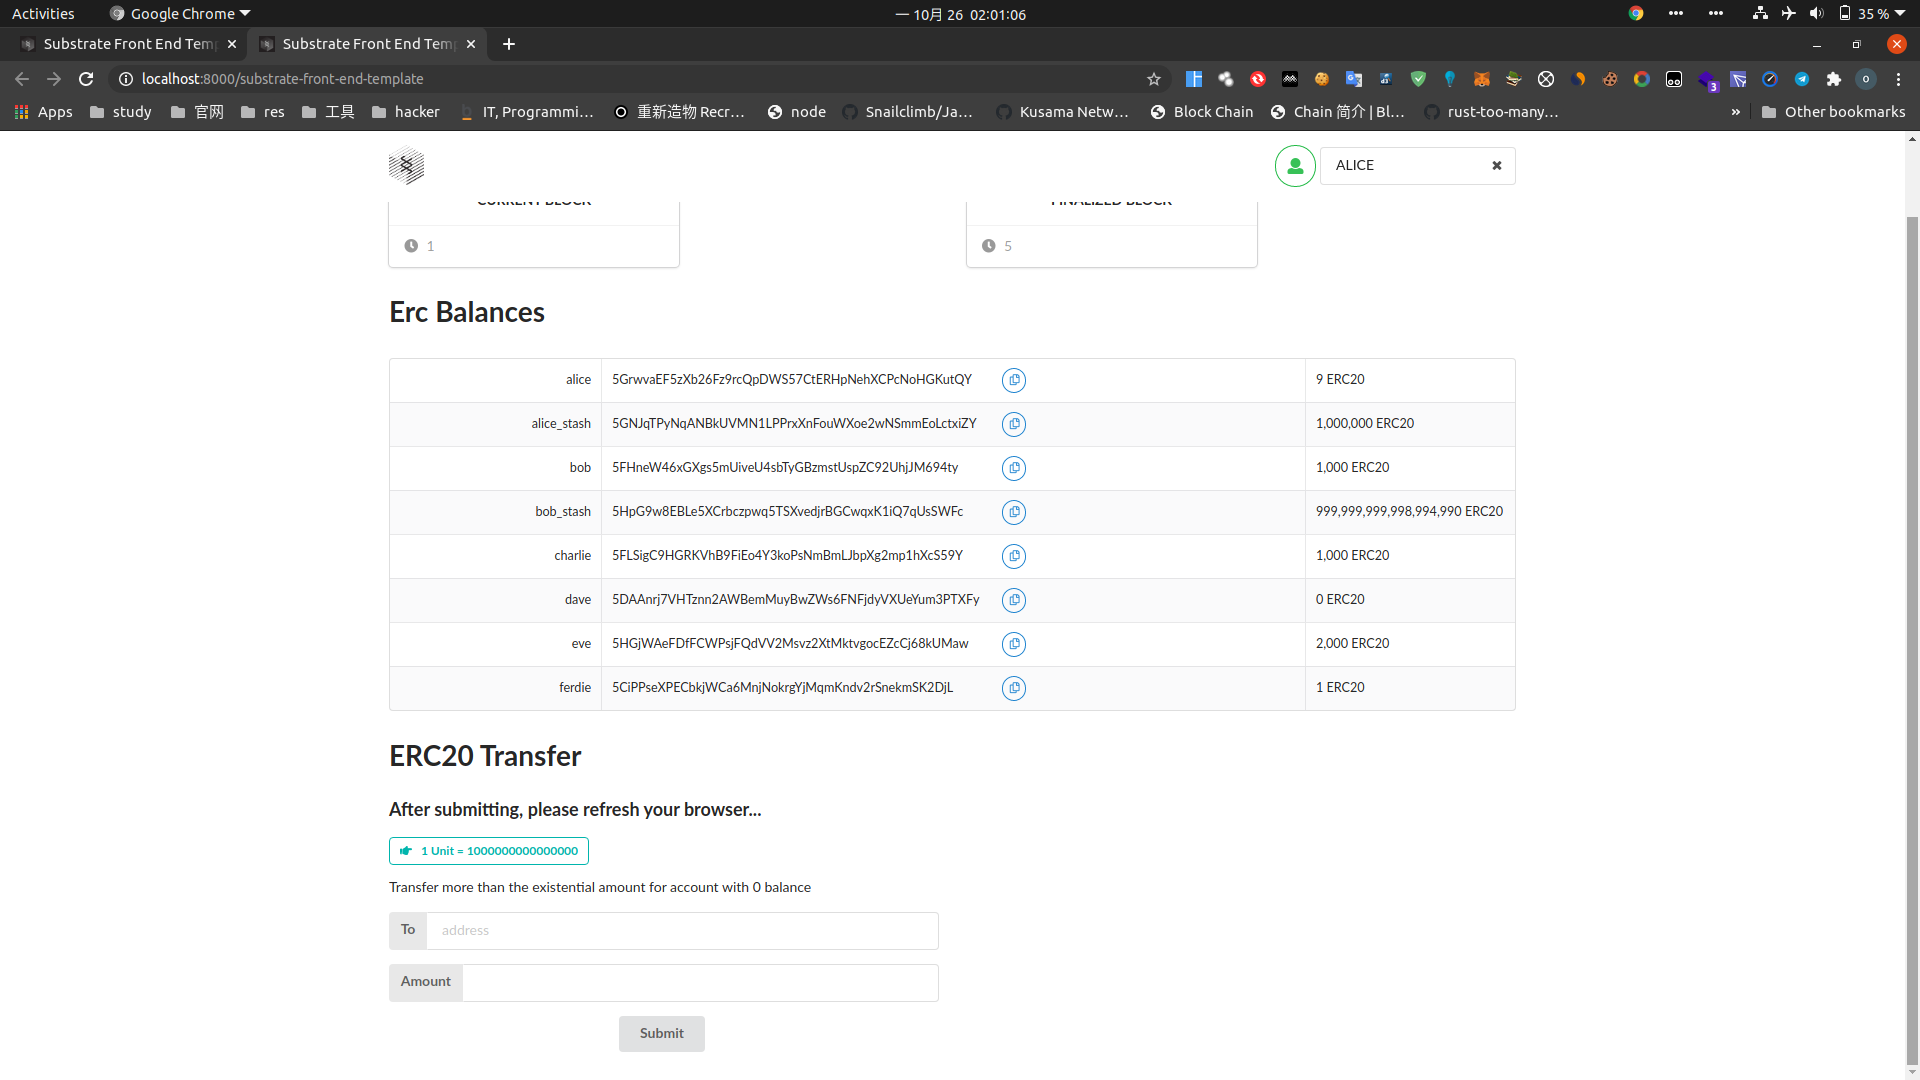 Activities
Google Chrome
一 10月 26 02:01:06
35 %
Substrate Front End Temp
Substrate Front End Temp
localhost:8000/substrate-front-end-template
3
o
Apps
study
官网
res
工具
hacker
IT, Programmi…
重新造物 Recr…
node
Snailclimb/Ja…
Kusama Netw…
Block Chain
Chain 简介 | Bl…
rust-too-many…
»
Other bookmarks
ALICE
CURRENT BLOCK
FINALIZED BLOCK
1
5
Erc Balances
alice 5GrwvaEF5zXb26Fz9rcQpDWS57CtERHpNehXCPcNoHGKutQY 9 ERC20
alice_stash 5GNJqTPyNqANBkUVMN1LPPrxXnFouWXoe2wNSmmEoLctxiZY 1,000,000 ERC20
bob 5FHneW46xGXgs5mUiveU4sbTyGBzmstUspZC92UhjJM694ty 1,000 ERC20
bob_stash 5HpG9w8EBLe5XCrbczpwq5TSXvedjrBGCwqxK1iQ7qUsSWFc 999,999,999,998,994,990 ERC20
charlie 5FLSigC9HGRKVhB9FiEo4Y3koPsNmBmLJbpXg2mp1hXcS59Y 1,000 ERC20
dave 5DAAnrj7VHTznn2AWBemMuyBwZWs6FNFjdyVXUeYum3PTXFy 0 ERC20
eve 5HGjWAeFDfFCWPsjFQdVV2Msvz2XtMktvgocEZcCj68kUMaw 2,000 ERC20
ferdie 5CiPPseXPECbkjWCa6MnjNokrgYjMqmKndv2rSnekmSK2DjL 1 ERC20
ERC20 Transfer
After submitting, please refresh your browser...
1 Unit = 1000000000000000
Transfer more than the existential amount for account with 0 balance
To address
Amount
Submit